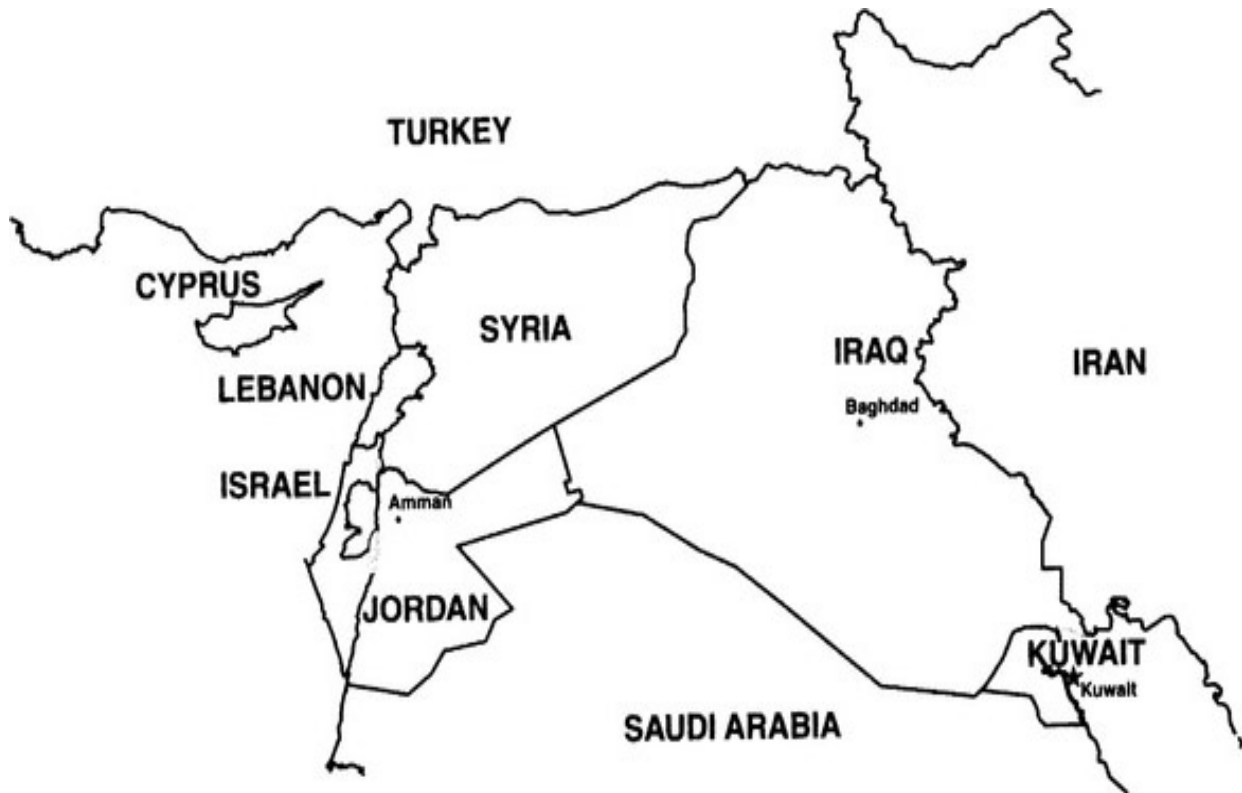 TURKEY
CYPRUS
SYRIA
IRAQ
IRAN
LEBANON
Baghdad
ISRAEL
Amman
JORDAN
KUWAIT
Kuwait
SAUDI ARABIA